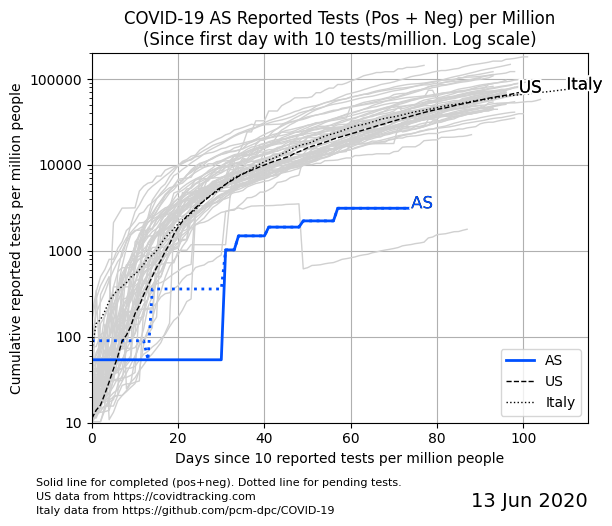 COVID-19 AS Reported Tests (Pos + Neg) per Million
(Since first day with 10 tests/million. Log scale)
Cumulative reported tests per million people
100000
10000
1000
100
10
US
Italy
AS
AS
US
Italy
0
20
40
60
80
100
Days since 10 reported tests per million people
Solid line for completed (pos+neg). Dotted line for pending tests.
US data from https://covidtracking.com
Italy data from https://github.com/pcm-dpc/COVID-19
13 Jun 2020